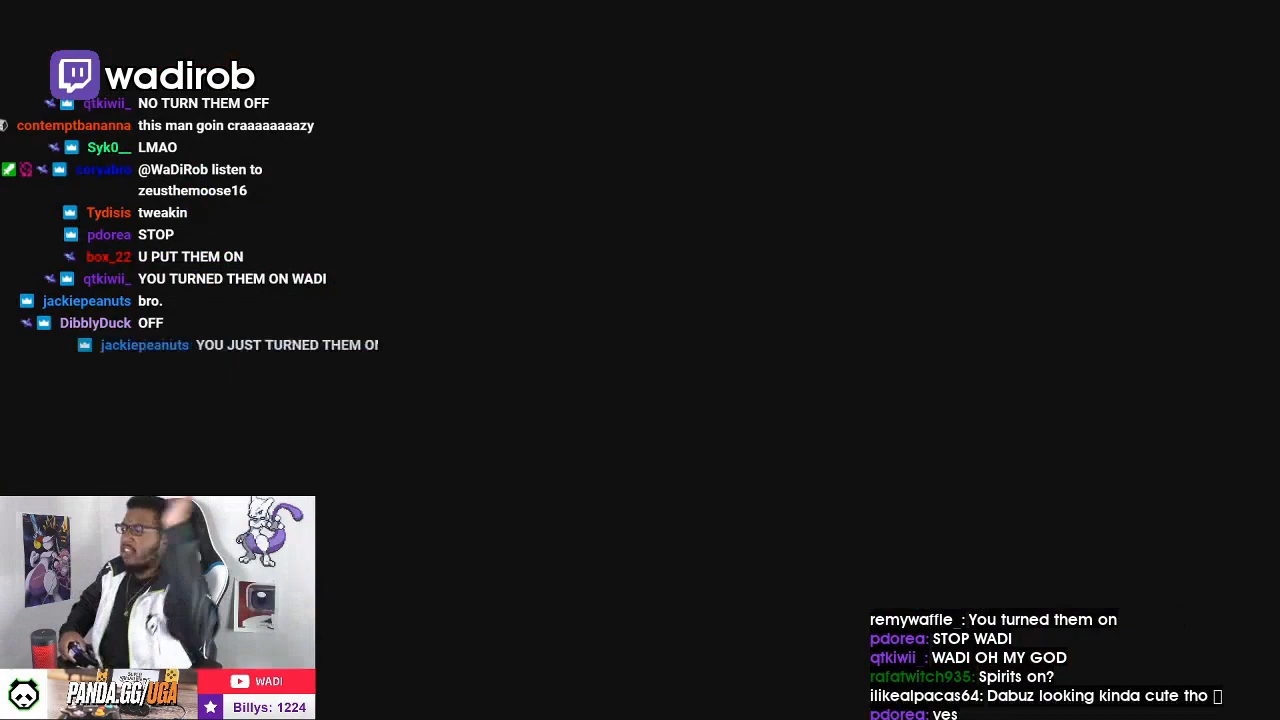 wadirob
qtkiwii_ NO TURN THEM OFF
contemptbananna this man goin craaaaaaazy
Syk0__ LMAO
@WaDiRob listen to
zeusthemoose16
Tydisis tweakin
pdorea STOP
box_22 U PUT THEM ON
qtkiwii_ YOU TURNED THEM ON WADI
jackiepeanuts bro.
DibblyDuck OFF
jackiepeanuts YOU JUST TURNED THEM
PANDA.GG/UGA
WADI
Billys: 1224
remywaffle_: You turned them on
pdorea: STOP WADI
qtkiwii_: WADI OH MY GOD
rafatwitch935: Spirits on?
ilikealpacas64: Dabuz looking kinda cute tho
pdorea: yes